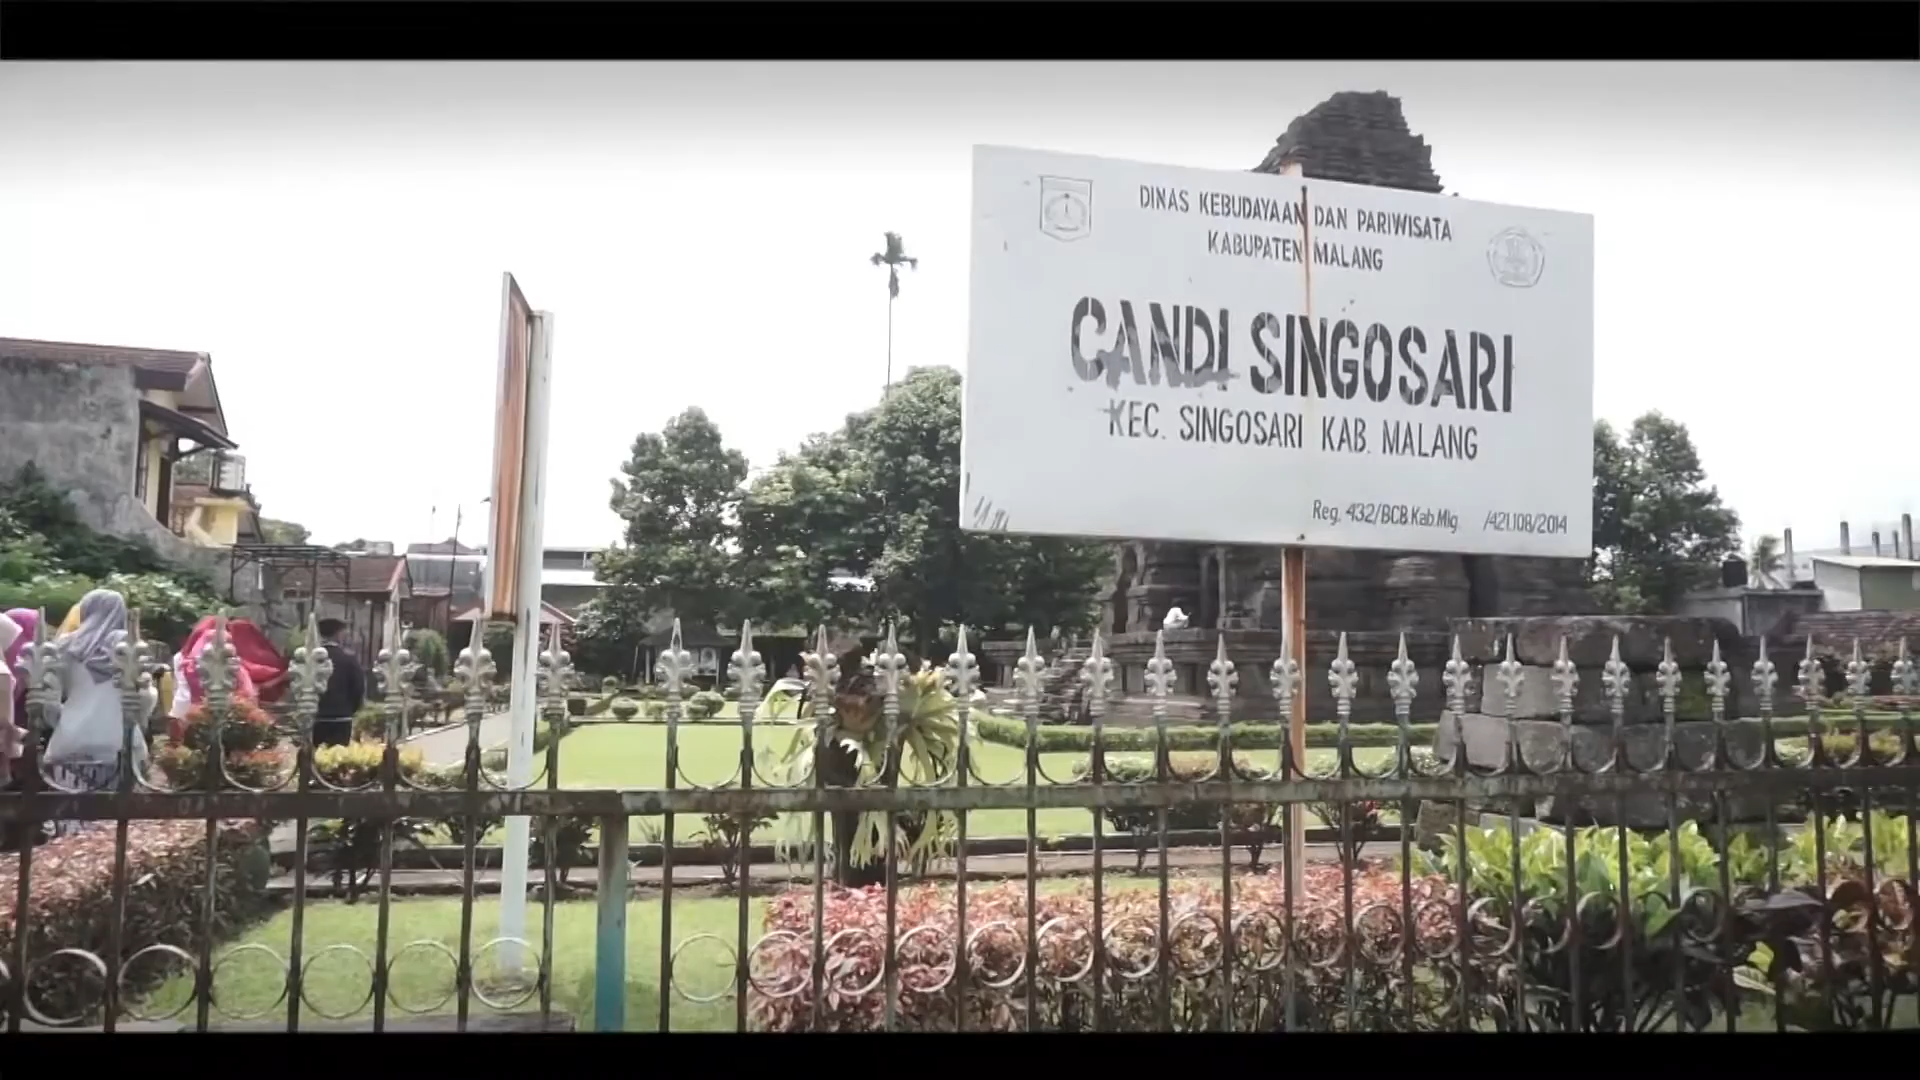 DINAS KEBUDAYAAN DAN PARIWISATA
KABUPATEN MALANG
CANDI SINGOSARI
KEC. SINGOSARI KAB. MALANG
Reg. 432/BCB.Kab.Mlg. /421.108/2014